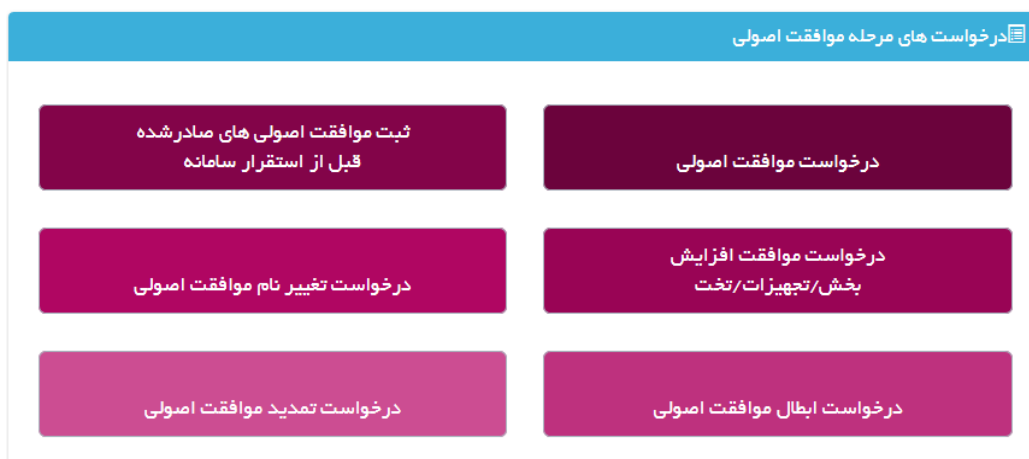 درخواست های مرحله موافقت اصولی
درخواست موافقت اصولی
ثبت موافقت اصولی های صادرشده
قبل از استقرار سامانه
درخواست موافقت افزایش
بخش/تجهیزات/تخت
درخواست تغییر نام موافقت اصولی
درخواست ابطال موافقت اصولی
درخواست تمدید موافقت اصولی